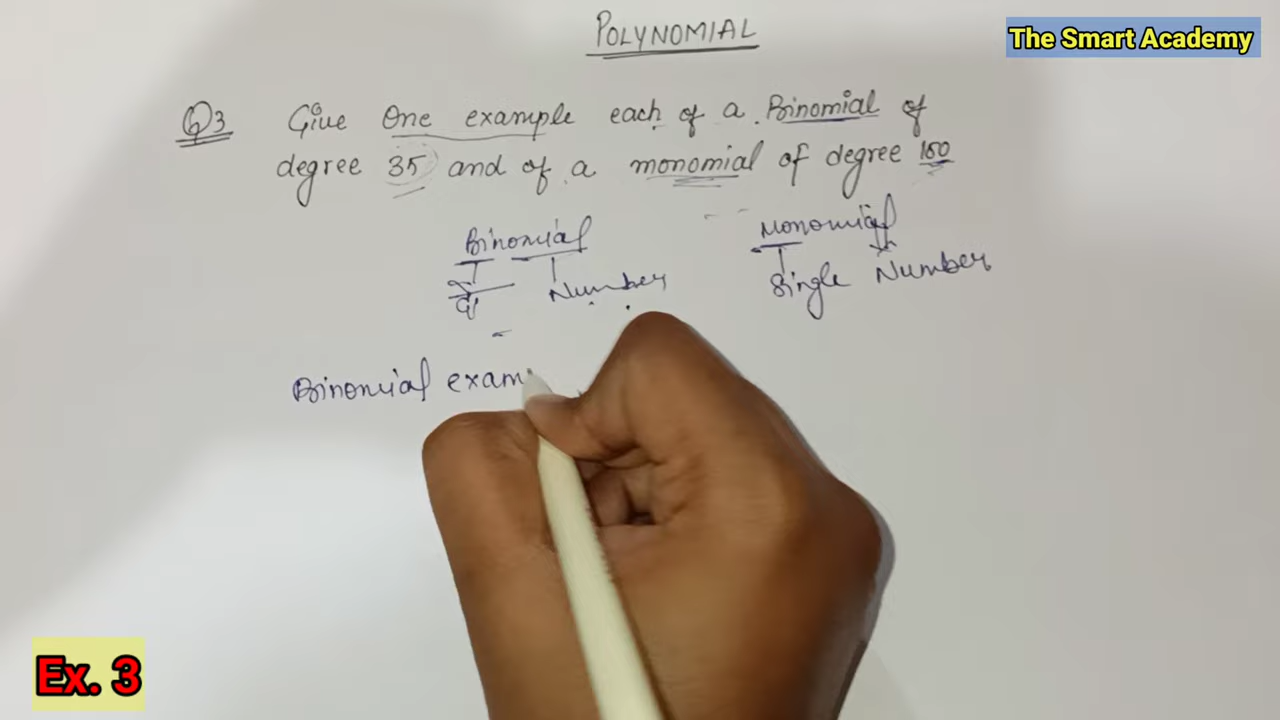 POLYNOMIAL
The Smart Academy
Q3 Give One example each of a Binomial of
degree 35 and of a monomial of degree 100
Binomial Monomial
दो Number Single Number
Binomial exam
Ex. 3